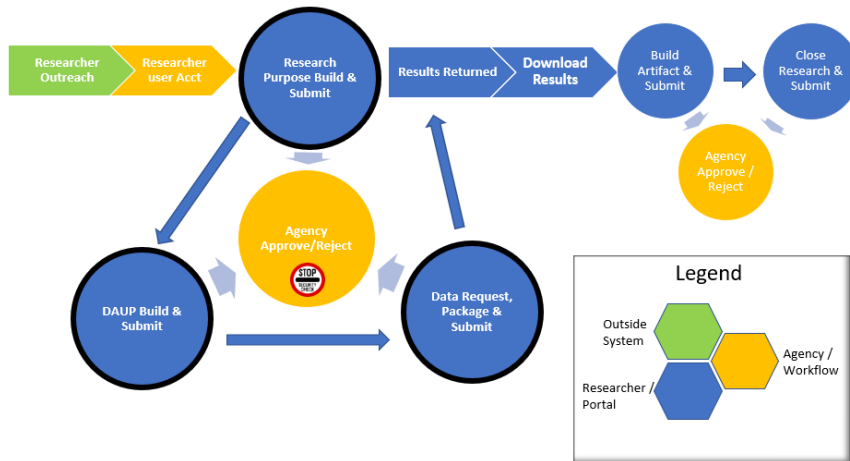 Researcher
Outreach
Researcher
user Acct
Research
Purpose Build &
Submit
Results Returned
Download
Results
Build
Artifact &
Submit
Close
Research &
Submit
Agency
Approve /
Reject
Agency
Approve/Reject
STOP
SECURITY
CHECK
DAUP Build &
Submit
Data Request,
Package &
Submit
Legend
Outside
System
Agency /
Workflow
Researcher /
Portal